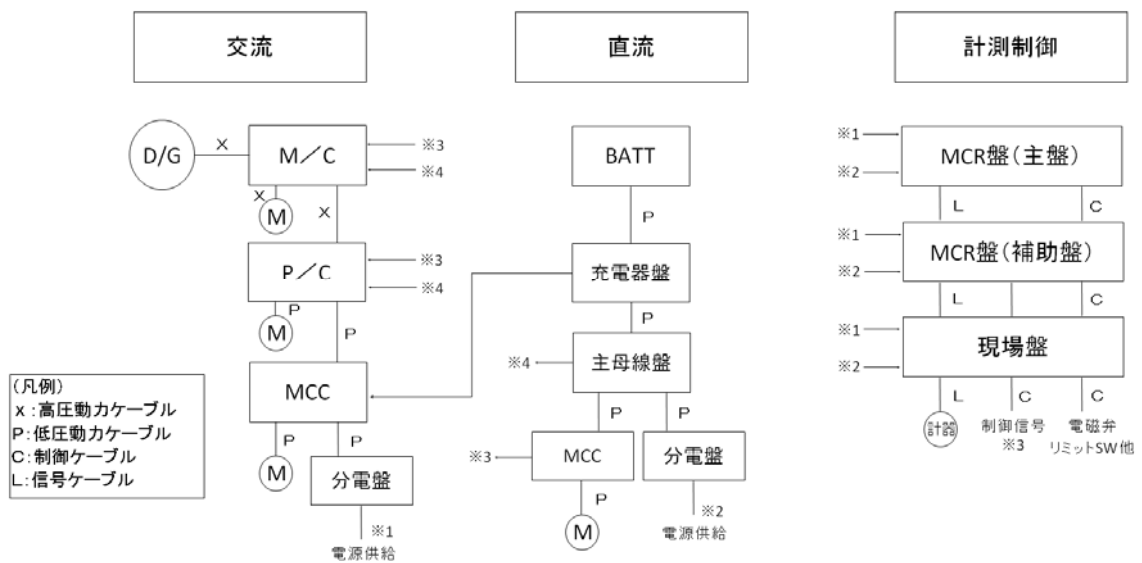 交流
直流
計測制御
D/G
X
M/C
※3
※4
X
M
X
P/C
※3
※4
P
M
P
MCC
P
M
P
分電盤
※1
電源供給
BATT
P
充電器盤
P
主母線盤
※4
P
P
MCC
※3
分電盤
P
M
※2
電源供給
※1
※2
MCR盤(主盤)
L
C
※1
※2
MCR盤(補助盤)
L
C
※1
※2
現場盤
L
C
C
計器
制御信号
※3
電磁弁
リミットSW他
(凡例)
x:高圧動力ケーブル
P:低圧動力ケーブル
C:制御ケーブル
L:信号ケーブル